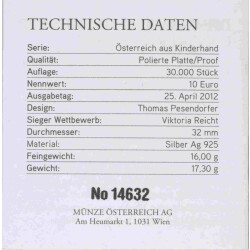 TECHNISCHE DATEN
Serie: Österreich aus Kinderhand
Qualität: Polierte Platte/Proof
Auflage: 30.000 Stück
Nennwert: 10 Euro
Ausgabetag: 25. April 2012
Design: Thomas Pesendorfer
Sieger Wettbewerb: Viktoria Reicht
Durchmesser: 32 mm
Material: Silber Ag 925
Feingewicht: 16,00 g
Gewicht: 17,30 g
No 14632
MÜNZE ÖSTERREICH AG
Am Heumarkt 1, 1031 Wien